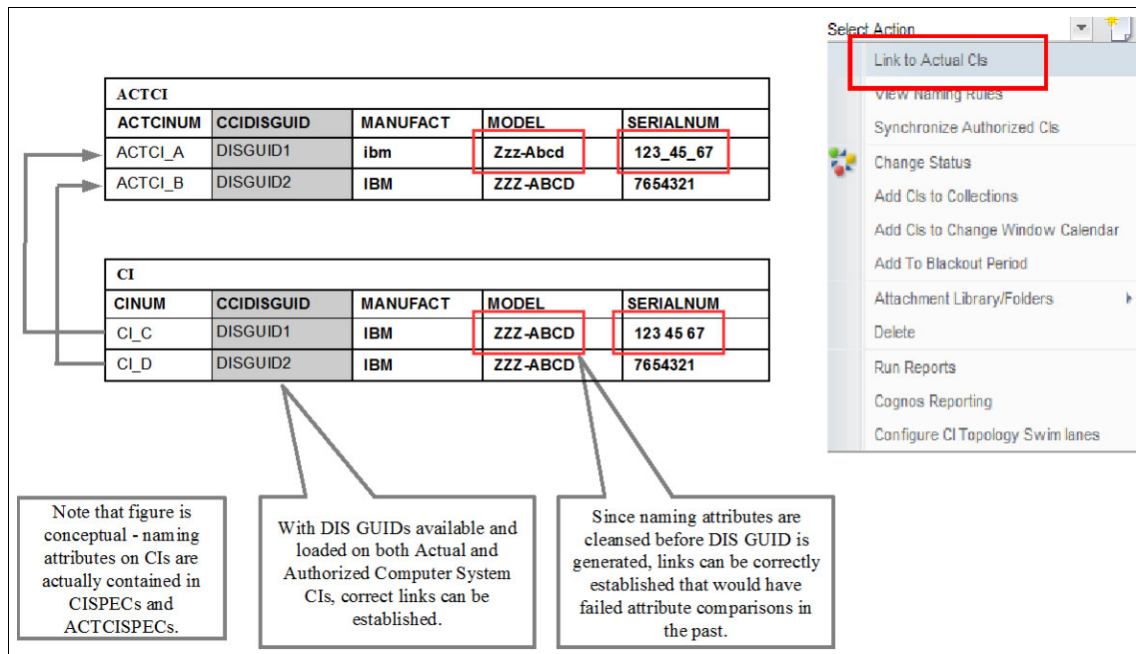 ACTCI
ACTCINUM CCIDISGUID MANUFACT MODEL SERIALNUM
ACTCI_A DISGUID1 ibm Zzz-Abcd 123_45_67
ACTCI_B DISGUID2 IBM ZZZ-ABCD 7654321
CI
CINUM CCIDISGUID MANUFACT MODEL SERIALNUM
CI_C DISGUID1 IBM ZZZ-ABCD 123 45 67
CI_D DISGUID2 IBM ZZZ-ABCD 7654321
Select Action
Link to Actual CIs
View Naming Rules
Synchronize Authorized CIs
Change Status
Add CIs to Collections
Add CIs to Change Window Calendar
Add To Blackout Period
Attachment Library/Folders
Delete
Run Reports
Cognos Reporting
Configure CI Topology Swim lanes
Note that figure is
conceptual - naming
attributes on CIs are
actually contained in
CISPECs and
ACTCISPECs.
With DIS GUIDs available and
loaded on both Actual and
Authorized Computer System
CIs, correct links can be
established.
Since naming attributes are
cleansed before DIS GUID is
generated, links can be correctly
established that would have
failed attribute comparisons in
the past.